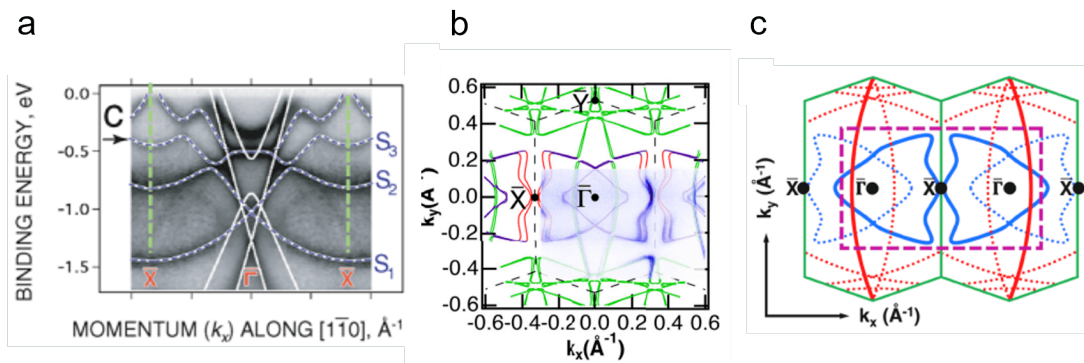 a
b
c
BINDING ENERGY, eV
0.0
-0.5
-1.0
-1.5
C
S₃
S₂
S₁
X̄
Γ̄
X̄
MOMENTUM (kₓ) ALONG [11̄0], Å⁻¹
k_y(Å⁻¹)
0.6
0.4
0.2
0.0
-0.2
-0.4
-0.6
Ȳ
X̄
Γ̄
-0.6 -0.4 -0.2 0.0 0.2 0.4 0.6
kₓ(Å⁻¹)
X̄
Γ̄
X̄
Γ̄
X̄
k_y (Å⁻¹)
kₓ (Å⁻¹)